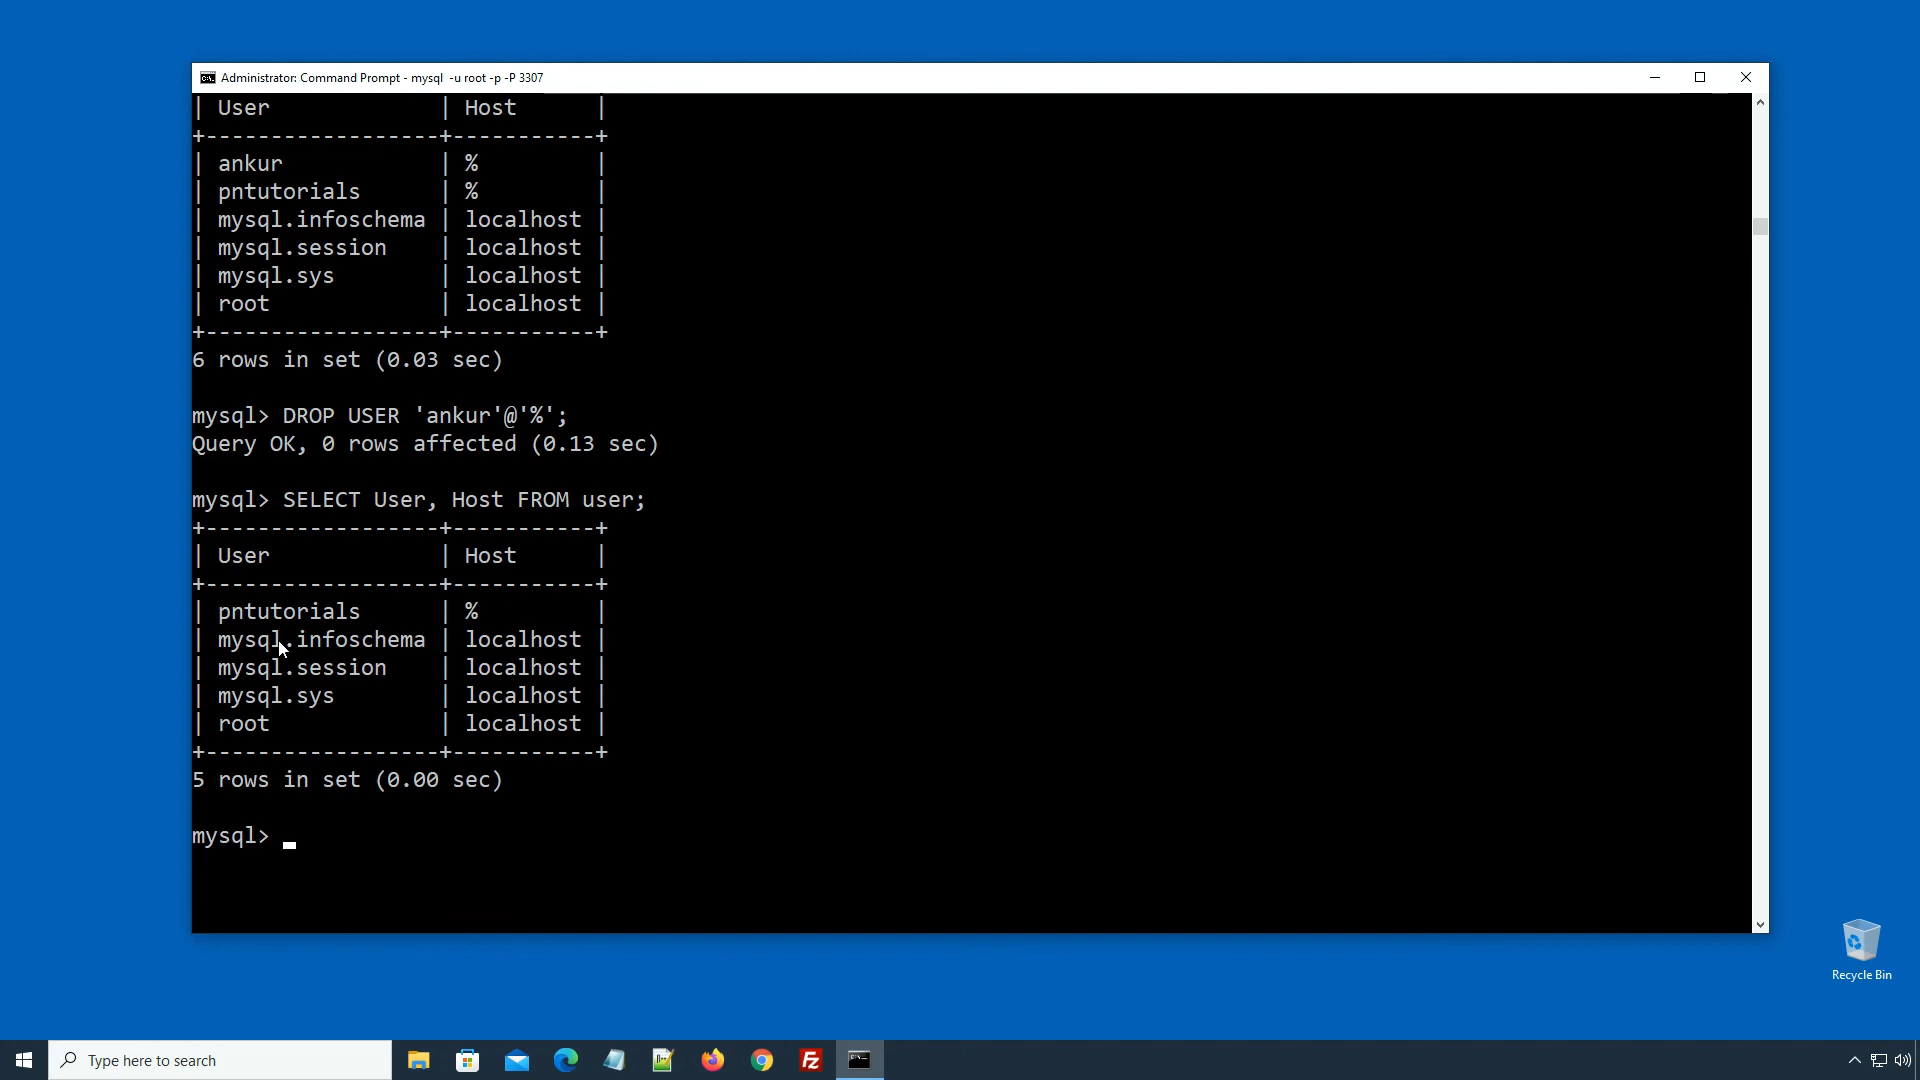 Administrator: Command Prompt - mysql  -u root -p -P 3307
| User             | Host      |
+------------------+-----------+
| ankur            | %         |
| pntutorials      | %         |
| mysql.infoschema | localhost |
| mysql.session    | localhost |
| mysql.sys        | localhost |
| root             | localhost |
+------------------+-----------+
6 rows in set (0.03 sec)
mysql> DROP USER 'ankur'@'%';
Query OK, 0 rows affected (0.13 sec)
mysql> SELECT User, Host FROM user;
+------------------+-----------+
| User             | Host      |
+------------------+-----------+
| pntutorials      | %         |
| mysql.infoschema | localhost |
| mysql.session    | localhost |
| mysql.sys        | localhost |
| root             | localhost |
+------------------+-----------+
5 rows in set (0.00 sec)
mysql>
Recycle Bin
Type here to search